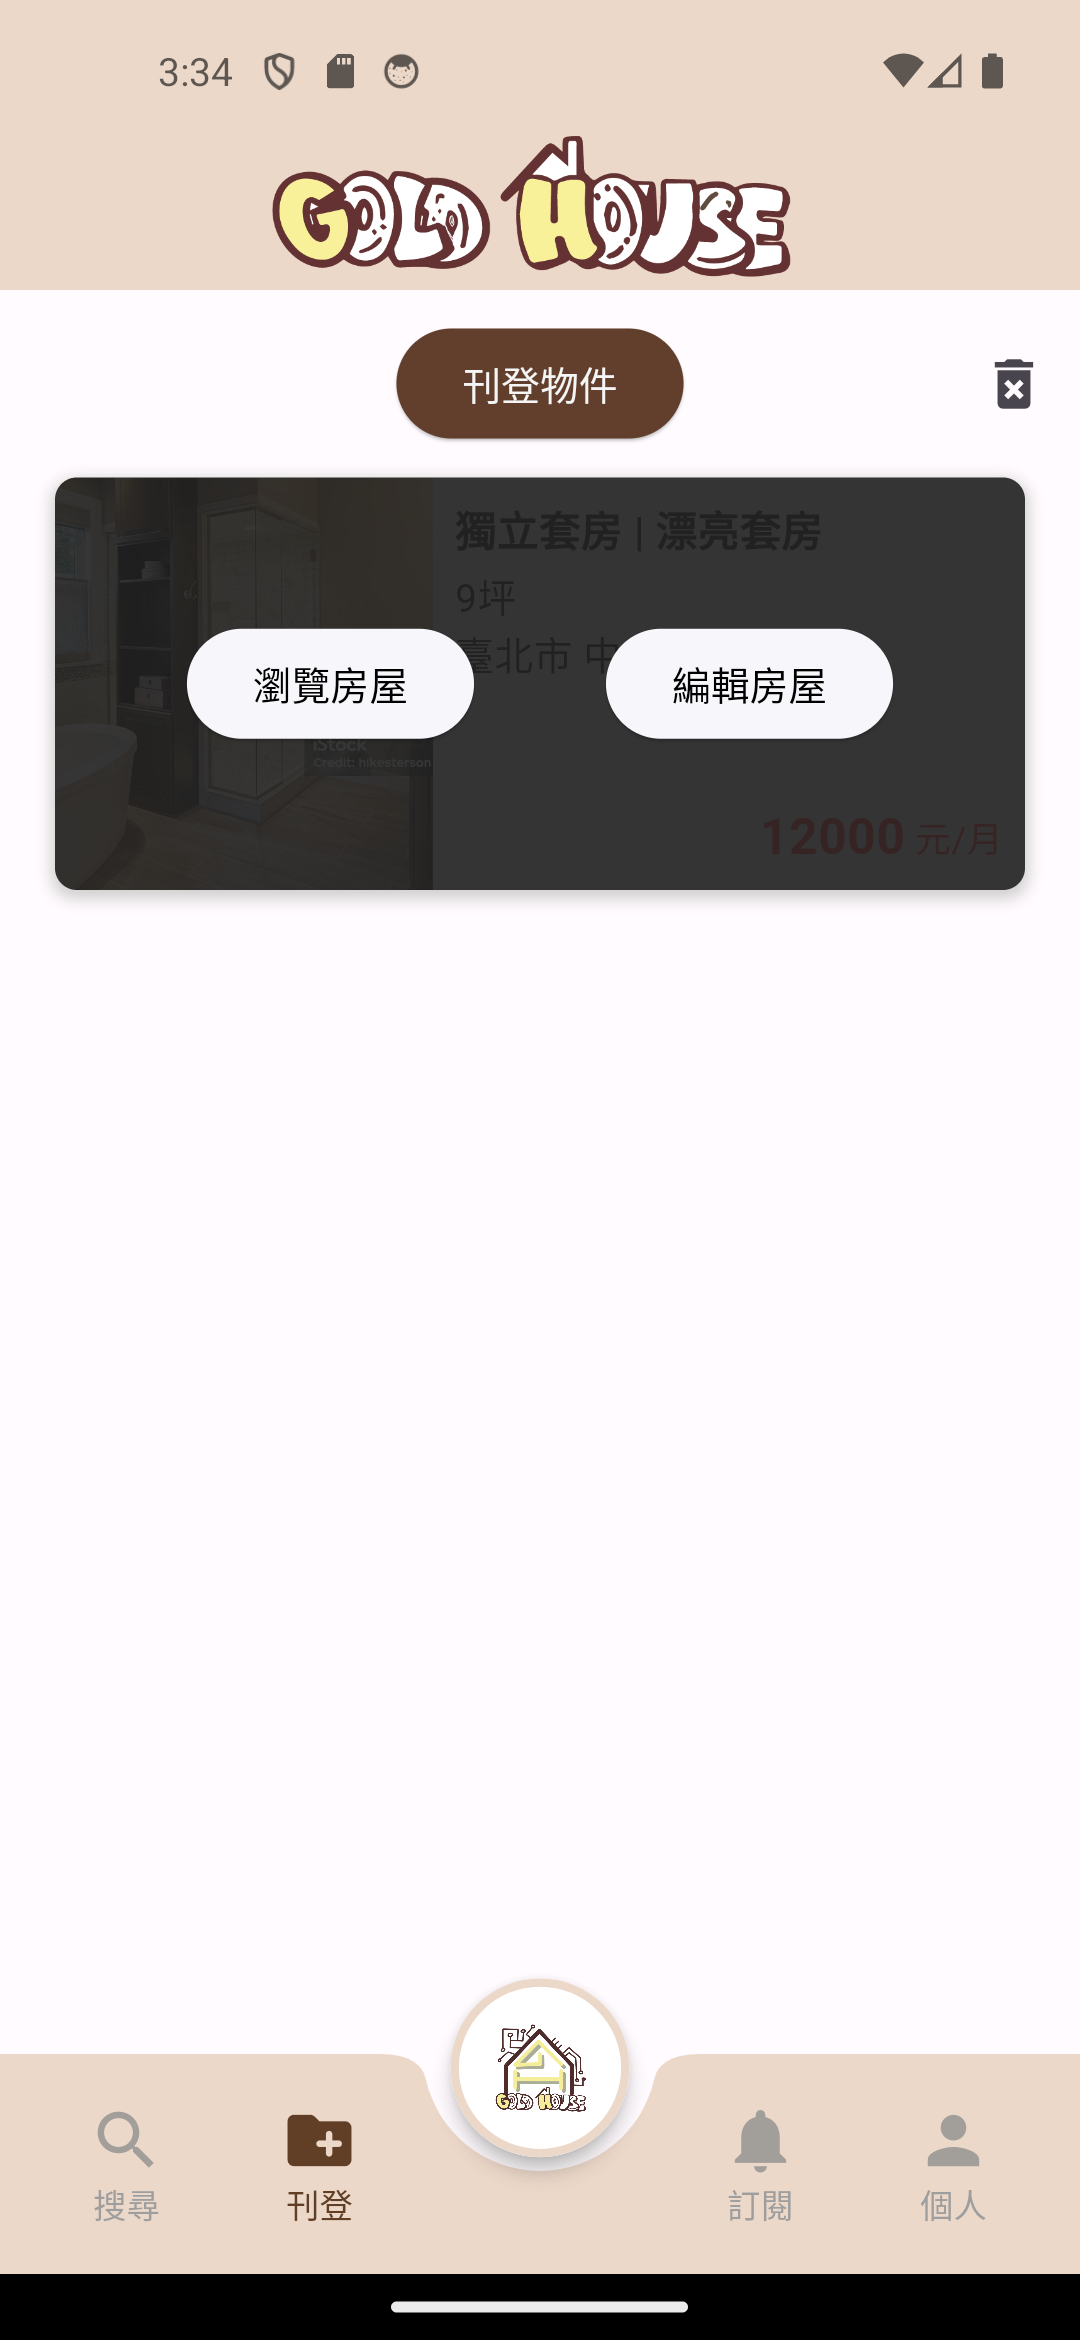 3:34
GOLD HOUSE
刊登物件
獨立套房 | 漂亮套房
9坪
臺北市 中
瀏覽房屋
編輯房屋
iStock
Credit: hikesterson
12000 元/月
GOLD HOUSE
搜尋
刊登
訂閱
個人